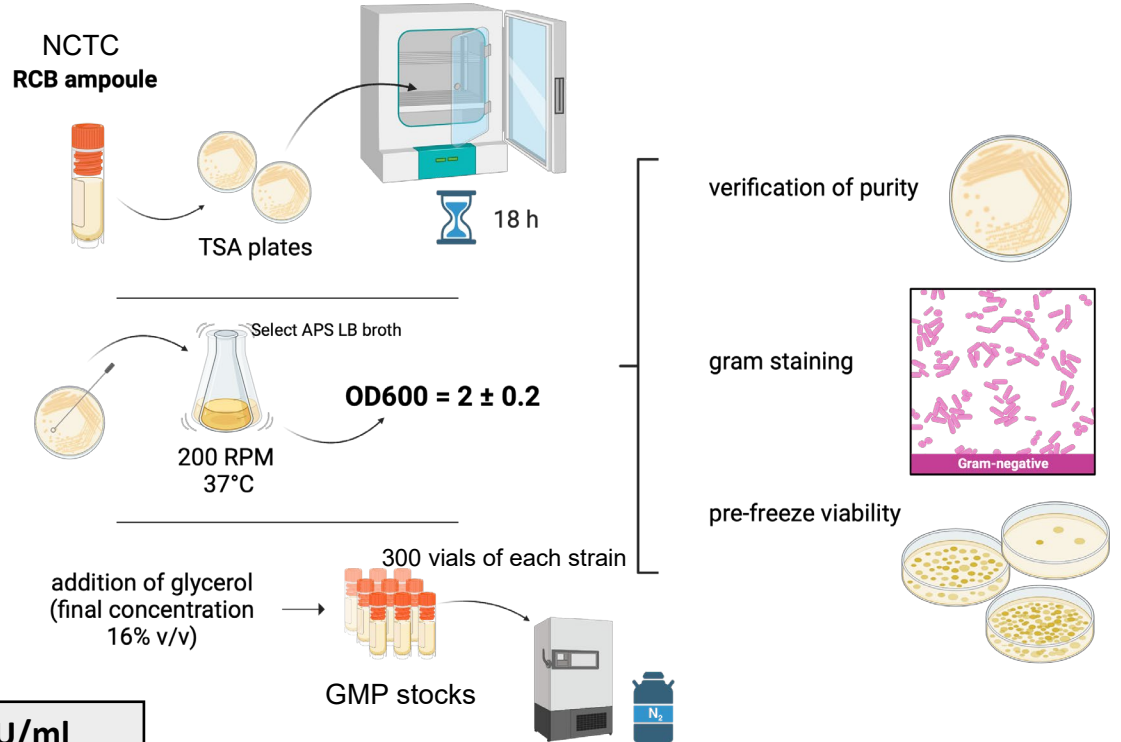 NCTC
RCB ampoule
TSA plates
18 h
Select APS LB broth
OD600 = 2 ± 0.2
200 RPM
37°C
addition of glycerol
(final concentration
16% v/v)
300 vials of each strain
GMP stocks
N₂
verification of purity
gram staining
Gram-negative
pre-freeze viability
U/ml